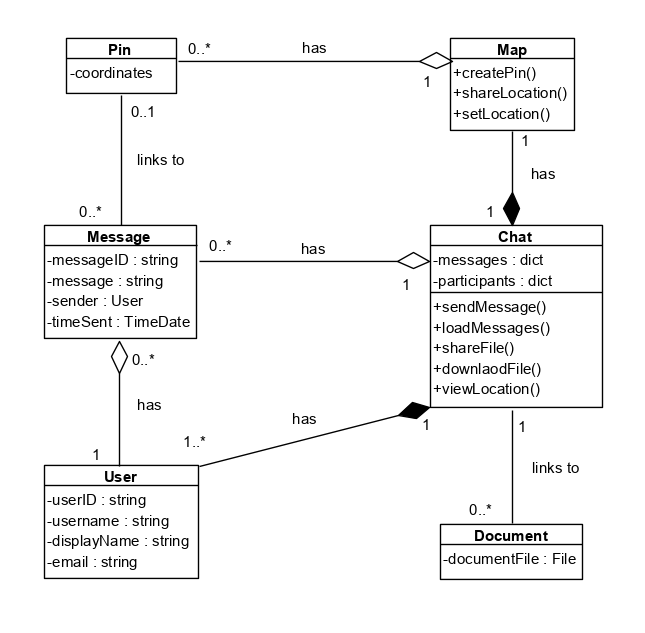 Pin
-coordinates
0..*
has
1
Map
+createPin()
+shareLocation()
+setLocation()
0..1
links to
0..*
1
has
1
Message
-messageID : string
-message : string
-sender : User
-timeSent : TimeDate
0..*
has
1
Chat
-messages : dict
-participants : dict
+sendMessage()
+loadMessages()
+shareFile()
+downlaodFile()
+viewLocation()
0..*
has
1
1..*
has
1
1
links to
0..*
User
-userID : string
-username : string
-displayName : string
-email : string
Document
-documentFile : File